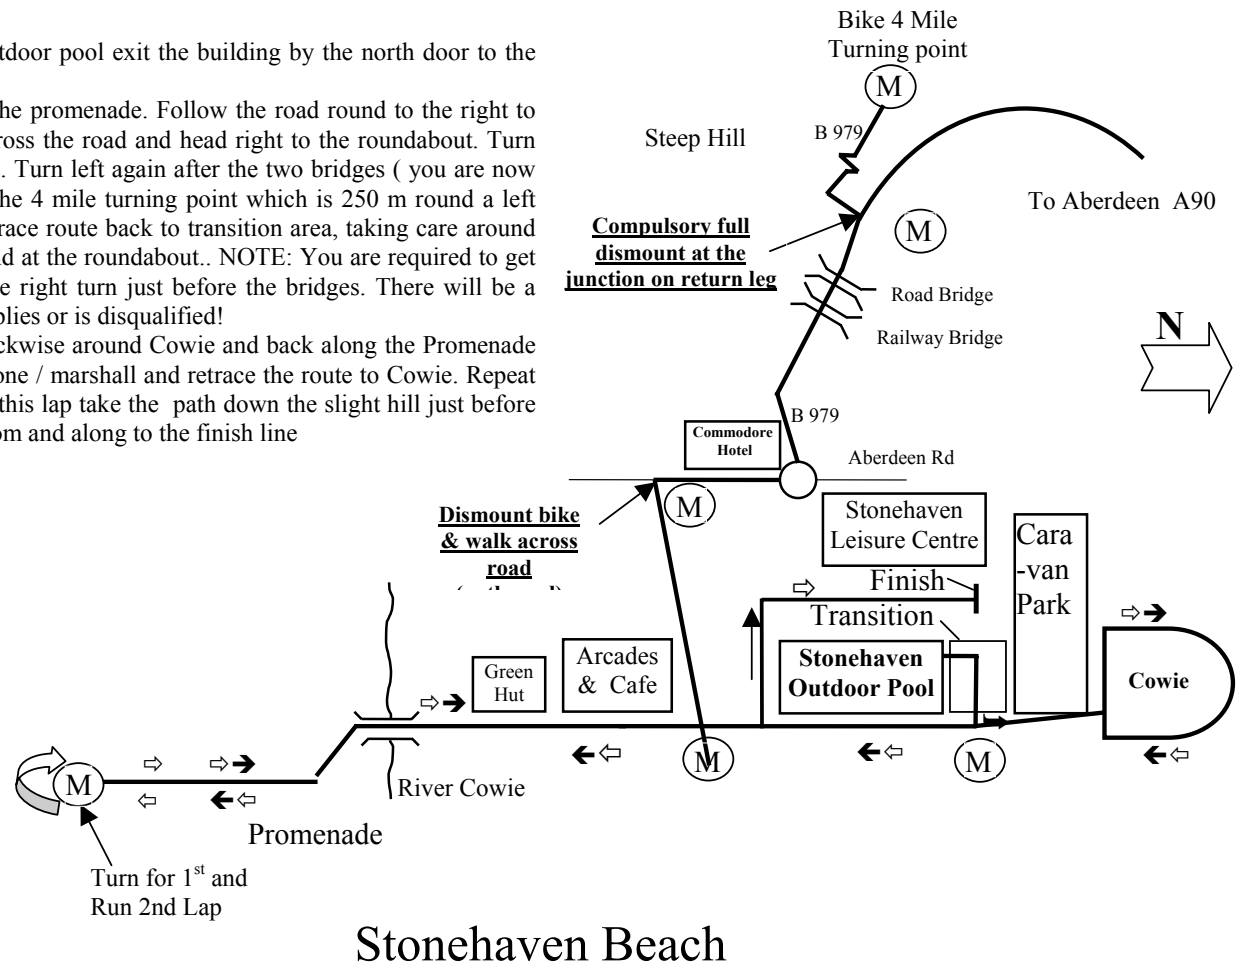 tdoor pool exit the building by the north door to the
he promenade. Follow the road round to the right to
ross the road and head right to the roundabout. Turn
. Turn left again after the two bridges ( you are now
he 4 mile turning point which is 250 m round a left
race route back to transition area, taking care around
d at the roundabout.. NOTE: You are required to get
e right turn just before the bridges. There will be a
plies or is disqualified!
ckwise around Cowie and back along the Promenade
one / marshall and retrace the route to Cowie. Repeat
this lap take the path down the slight hill just before
om and along to the finish line
Bike 4 Mile
Turning point
M
B 979
Steep Hill
To Aberdeen A90
M
Compulsory full
dismount at the
junction on return leg
Road Bridge
Railway Bridge
N
B 979
Commodore
Hotel
Aberdeen Rd
M
Dismount bike
& walk across
road
Stonehaven
Leisure Centre
Cara
-van
Park
Finish
Transition
Stonehaven
Outdoor Pool
Arcades
& Cafe
Green
Hut
Cowie
M
M
M
River Cowie
Promenade
Turn for 1st and
Run 2nd Lap
Stonehaven Beach